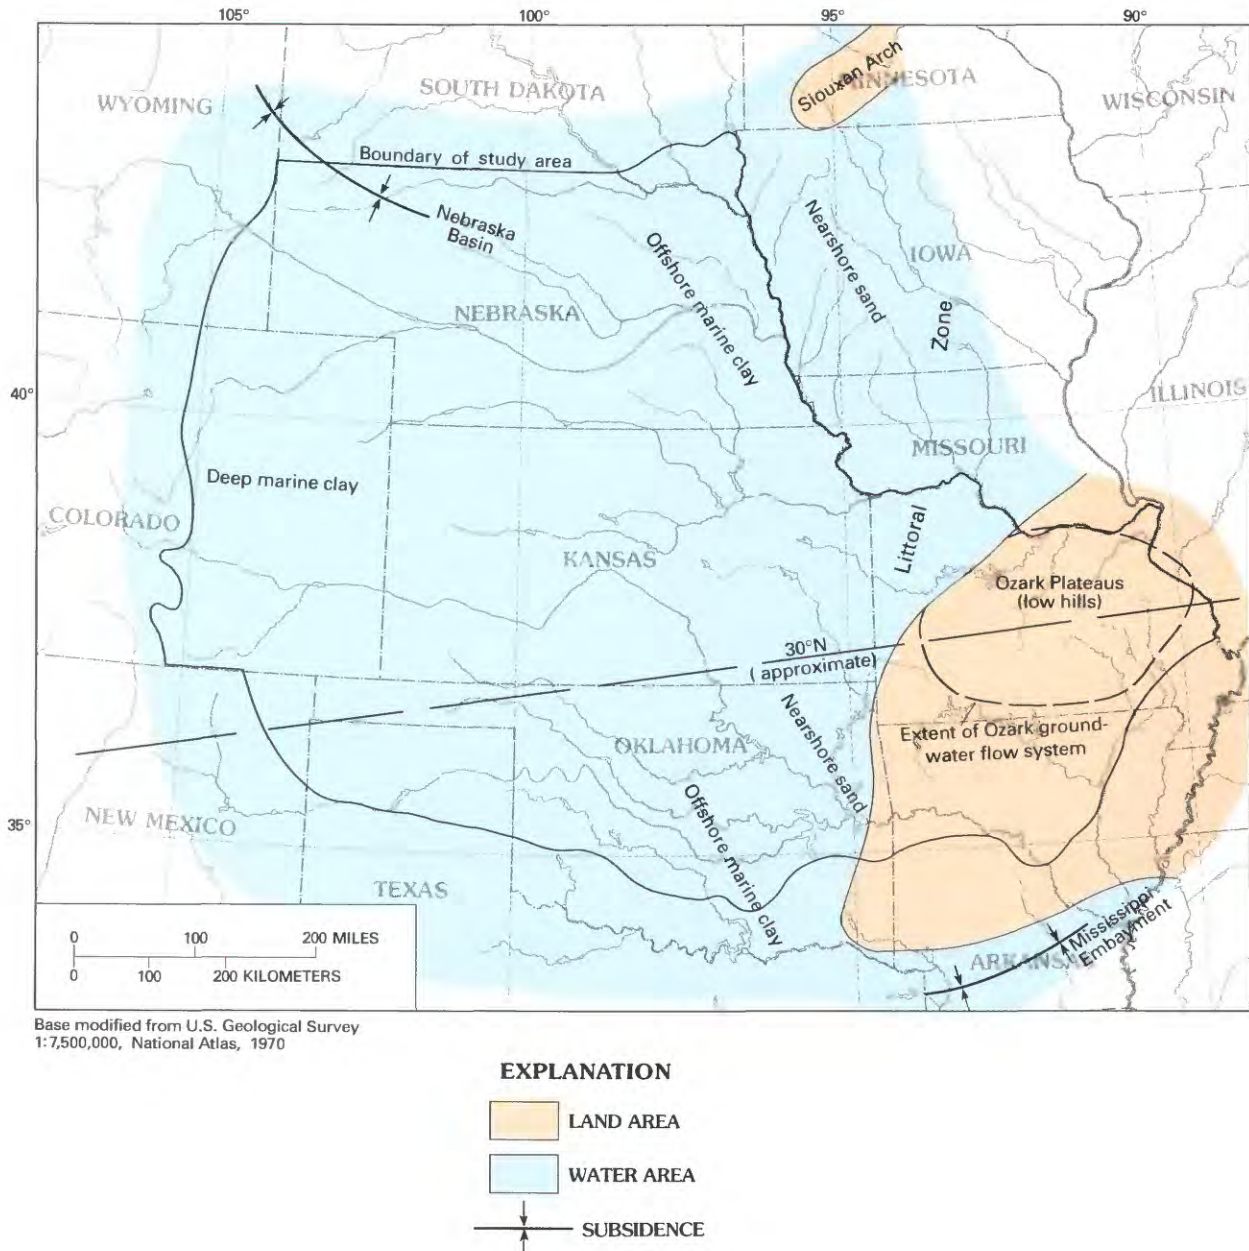 105°
100°
95°
90°
WYOMING
SOUTH DAKOTA
Siouxan Arch
MINNESOTA
WISCONSIN
Boundary of study area
Nebraska
Basin
Offshore marine clay
Nearshore sand
IOWA
Zone
NEBRASKA
40°
ILLINOIS
MISSOURI
Deep marine clay
COLORADO
Littoral
KANSAS
Ozark Plateaus
(low hills)
30°N
(approximate)
Nearshore sand
Extent of Ozark ground-
water flow system
OKLAHOMA
Offshore marine clay
NEW MEXICO
35°
TEXAS
Mississippi
Embayment
ARKANSAS
0 100 200 MILES
0 100 200 KILOMETERS
Base modified from U.S. Geological Survey
1:7,500,000, National Atlas, 1970
EXPLANATION
LAND AREA
WATER AREA
SUBSIDENCE